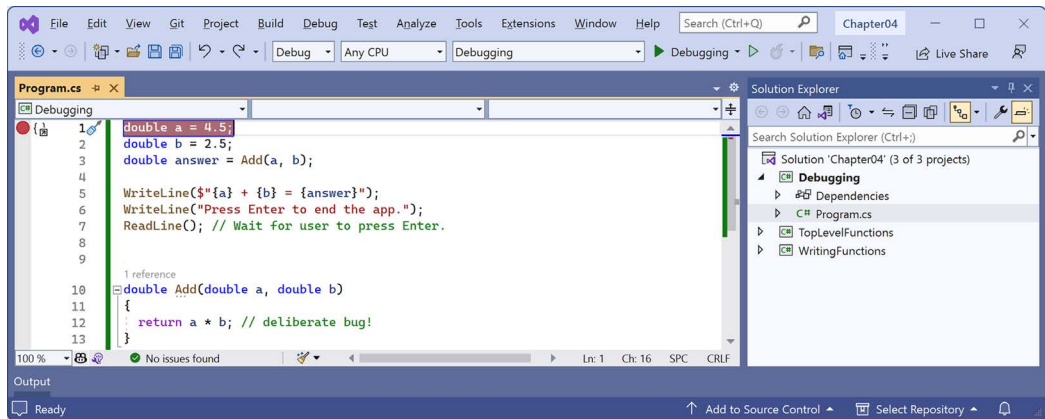 File Edit View Git Project Build Debug Test Analyze Tools Extensions Window Help Search (Ctrl+Q) Chapter04
Debug Any CPU Debugging Debugging Live Share
Program.cs
Solution Explorer
C# Debugging
Search Solution Explorer (Ctrl+;)
1 double a = 4.5;
2 double b = 2.5;
3 double answer = Add(a, b);
4
5 WriteLine($"{a} + {b} = {answer}");
6 WriteLine("Press Enter to end the app.");
7 ReadLine(); // Wait for user to press Enter.
8
9
1 reference
10 double Add(double a, double b)
11 {
12 return a * b; // deliberate bug!
13 }
Solution 'Chapter04' (3 of 3 projects)
C# Debugging
Dependencies
C# Program.cs
C# TopLevelFunctions
C# WritingFunctions
100 % No issues found Ln: 1 Ch: 16 SPC CRLF
Output
Ready Add to Source Control Select Repository